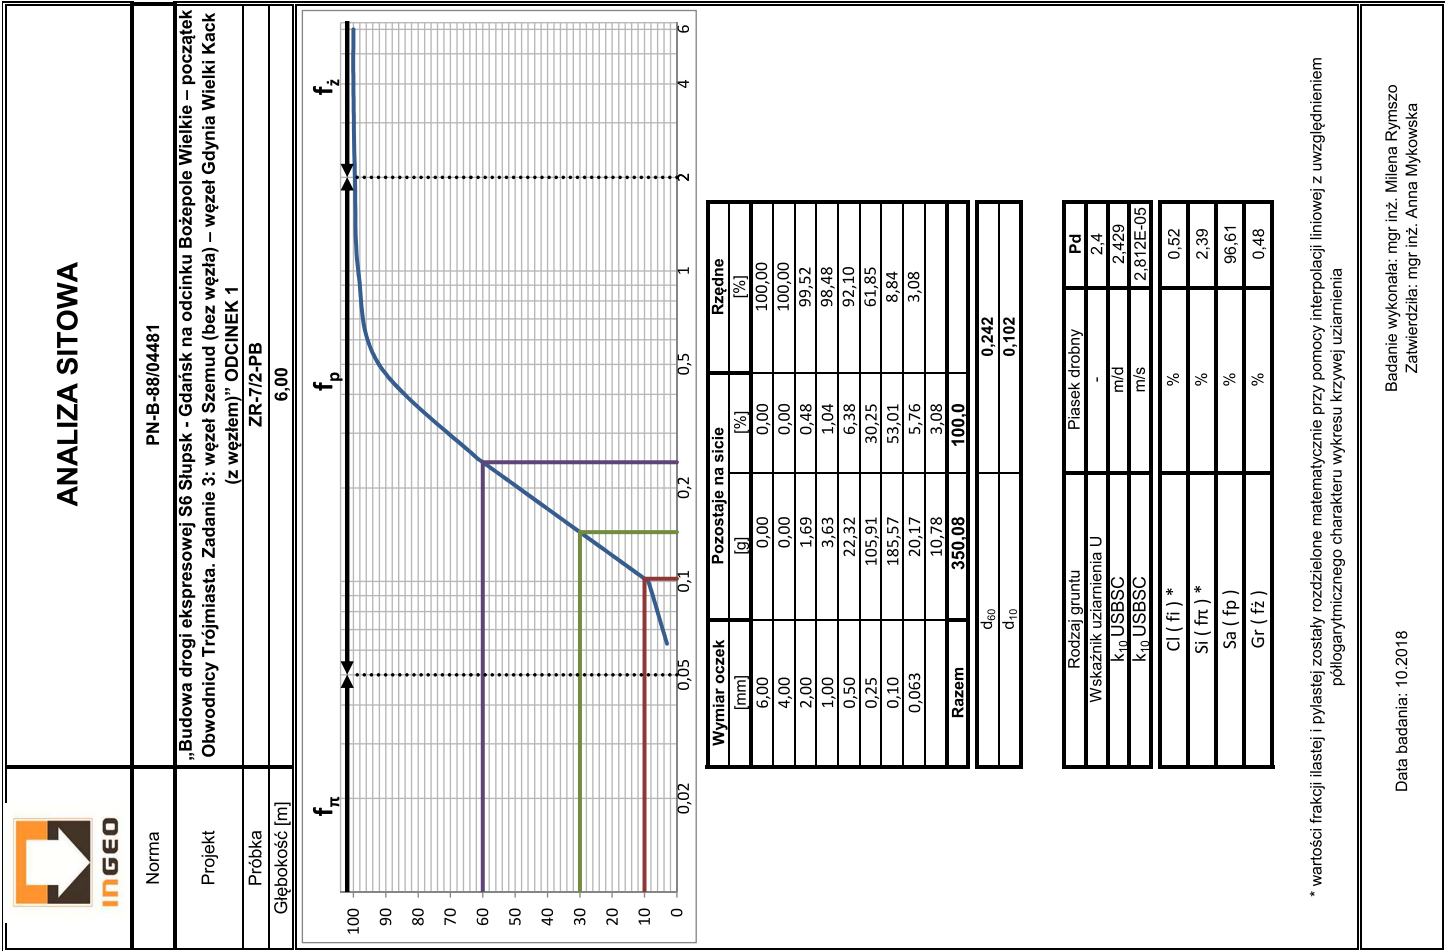 INGEO
ANALIZA SITOWA
Norma PN-B-88/04481
Projekt
„Budowa drogi ekspresowej S6 Słupsk - Gdańsk na odcinku Bożepole Wielkie – początek
Obwodnicy Trójmiasta. Zadanie 3: węzeł Szemud (bez węzła) – węzeł Gdynia Wielki Kack
(z węzłem)” ODCINEK 1
Próbka ZR-7/2-PB
Głębokość [m] 6,00
fπ fp fż
100
90
80
70
60
50
40
30
20
10
0
0,02 0,05 0,1 0,2 0,5 1 2 4 6
Wymiar oczek Pozostaje na sicie Rzędne
[mm] [g] [%] [%]
6,00 0,00 0,00 100,00
4,00 0,00 0,00 100,00
2,00 1,69 0,48 99,52
1,00 3,63 1,04 98,48
0,50 22,32 6,38 92,10
0,25 105,91 30,25 61,85
0,10 185,57 53,01 8,84
0,063 20,17 5,76 3,08
10,78 3,08
Razem 350,08 100,0
d60 0,242
d10 0,102
Rodzaj gruntu Piasek drobny Pd
Wskaźnik uziarnienia U - 2,4
k10 USBSC m/d 2,429
k10 USBSC m/s 2,812E-05
Cl ( fi ) * % 0,52
Si ( fπ ) * % 2,39
Sa ( fp ) % 96,61
Gr ( fż ) % 0,48
* wartości frakcji ilastej i pylastej zostały rozdzielone matematycznie przy pomocy interpolacji liniowej z uwzględnieniem
półlogarytmicznego charakteru wykresu krzywej uziarnienia
Badanie wykonała: mgr inż. Milena Rymszo
Data badania: 10.2018 Zatwierdziła: mgr inż. Anna Mykowska